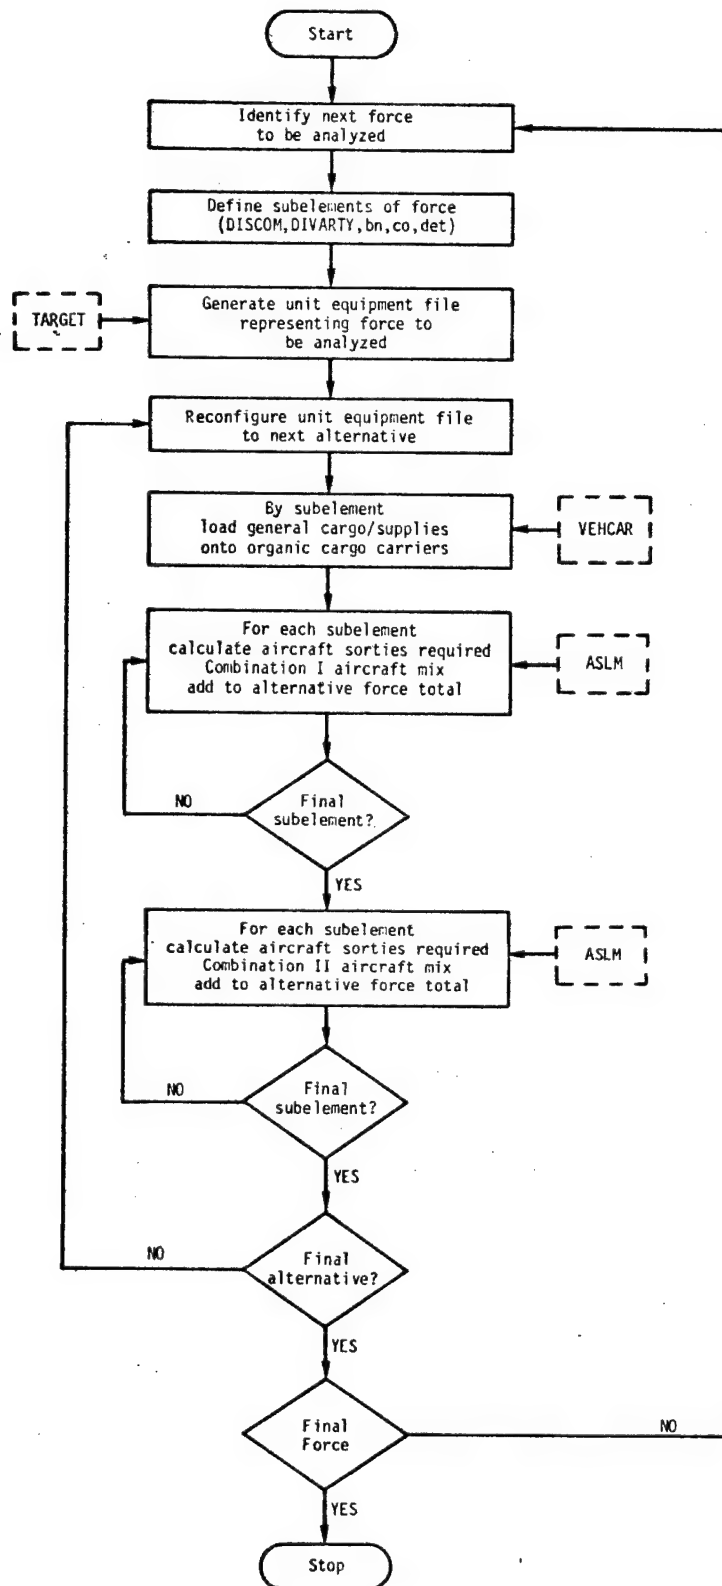 Start
Identify next force
to be analyzed
Define subelements of force
(DISCOM,DIVARTY,bn,co,det)
TARGET
Generate unit equipment file
representing force to
be analyzed
Reconfigure unit equipment file
to next alternative
By subelement
load general cargo/supplies
onto organic cargo carriers
VEHCAR
For each subelement
calculate aircraft sorties required
Combination I aircraft mix
add to alternative force total
ASLM
NO
Final
subelement?
YES
For each subelement
calculate aircraft sorties required
Combination II aircraft mix
add to alternative force total
ASLM
NO
Final
subelement?
YES
NO
Final
alternative?
YES
Final
Force
NO
YES
Stop